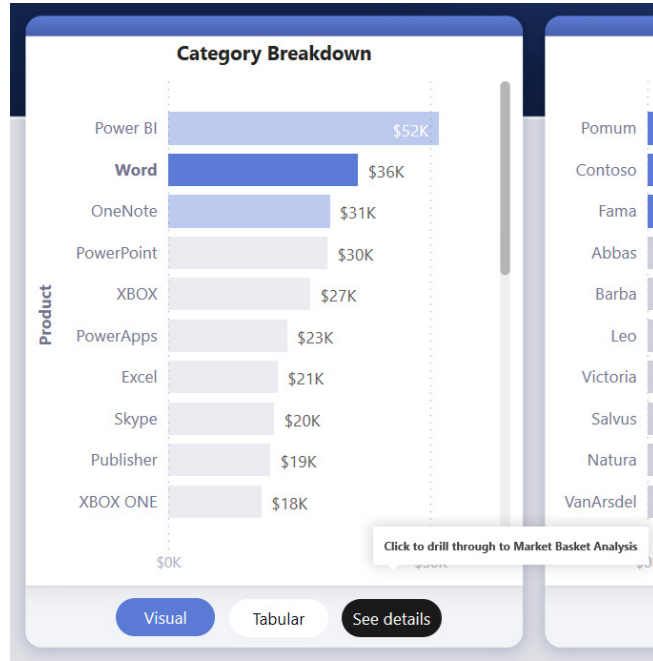 Category Breakdown
Product
Power BI $52K
Word $36K
OneNote $31K
PowerPoint $30K
XBOX $27K
PowerApps $23K
Excel $21K
Skype $20K
Publisher $19K
XBOX ONE $18K
$0K
Click to drill through to Market Basket Analysis
Visual
Tabular
See details
Pomum
Contoso
Fama
Abbas
Barba
Leo
Victoria
Salvus
Natura
VanArsdel